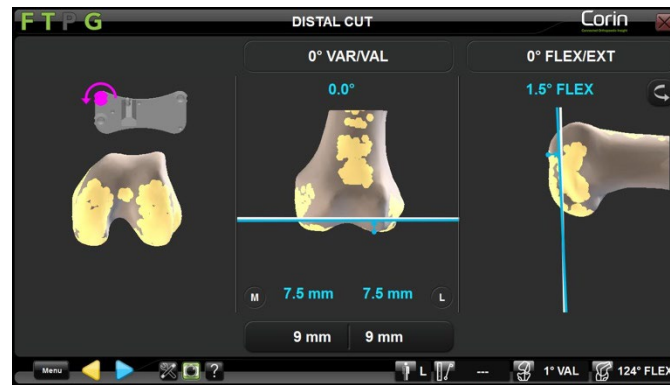 F T P G
DISTAL CUT
Corin
0° VAR/VAL
0° FLEX/EXT
0.0°
1.5° FLEX
M
7.5 mm
7.5 mm
L
9 mm
9 mm
Menu
?
L
---
1° VAL
124° FLEX